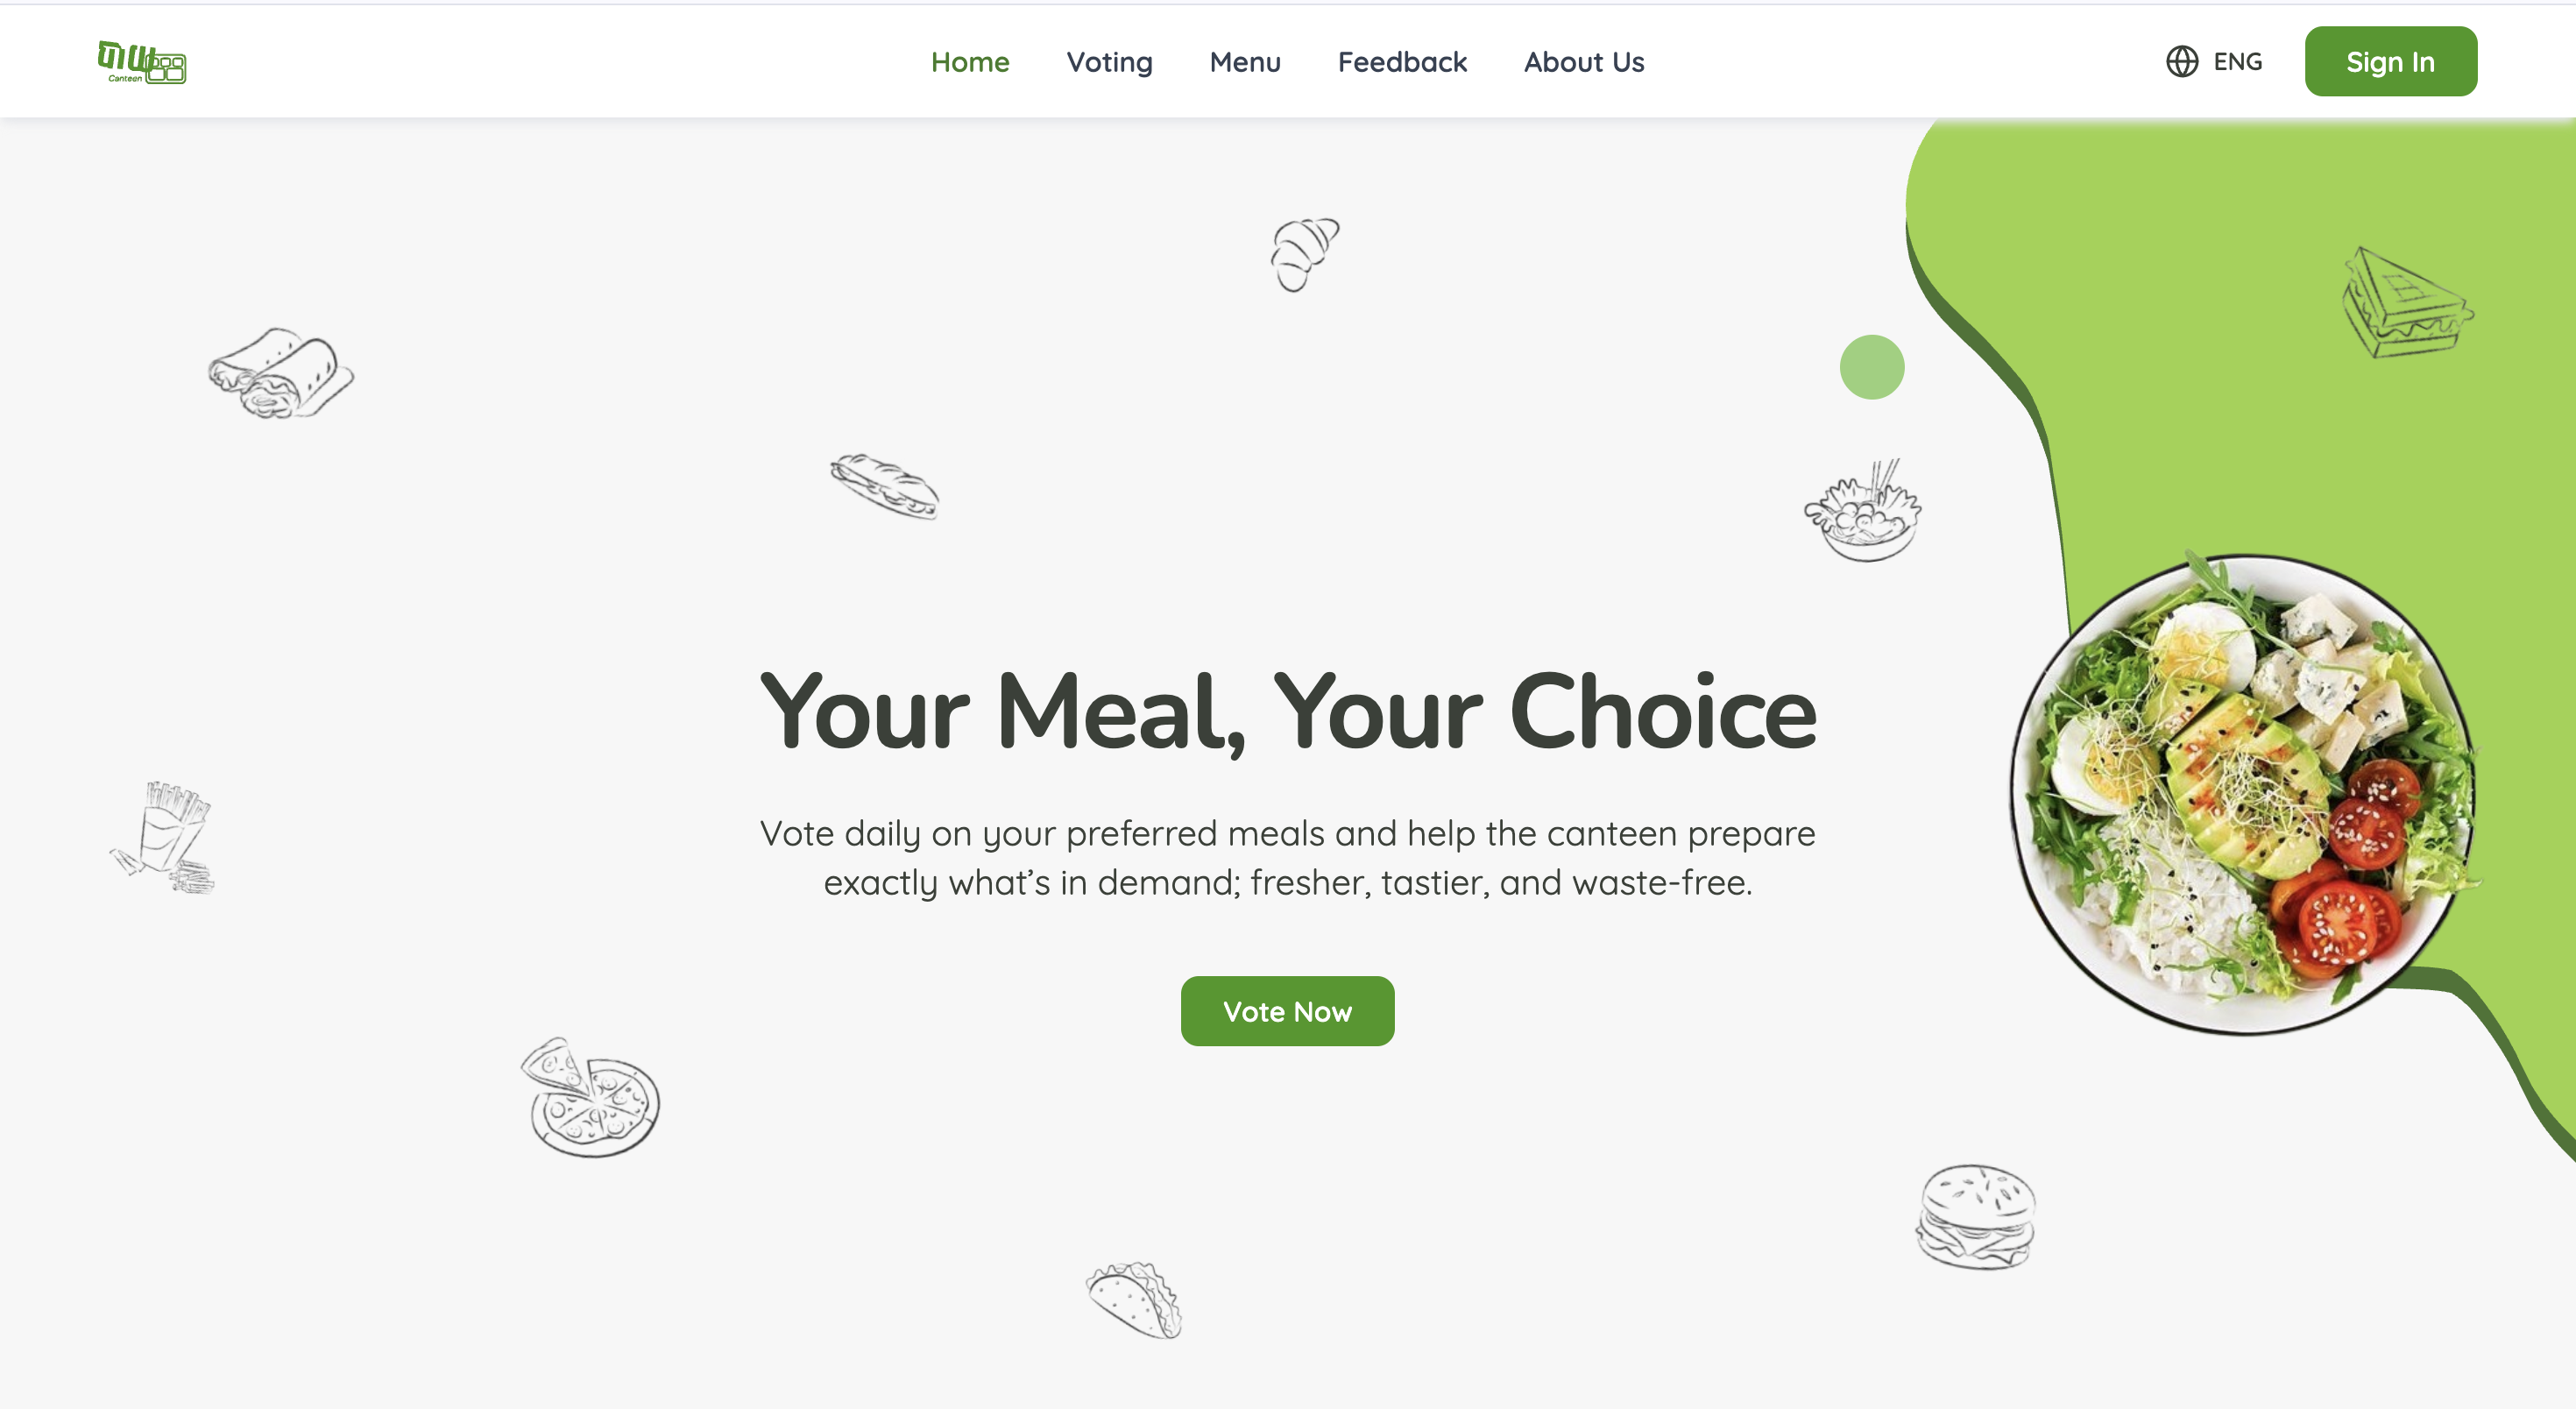 Canteen
Home
Voting
Menu
Feedback
About Us
ENG
Sign In
Your Meal, Your Choice
Vote daily on your preferred meals and help the canteen prepare
exactly what’s in demand; fresher, tastier, and waste-free.
Vote Now